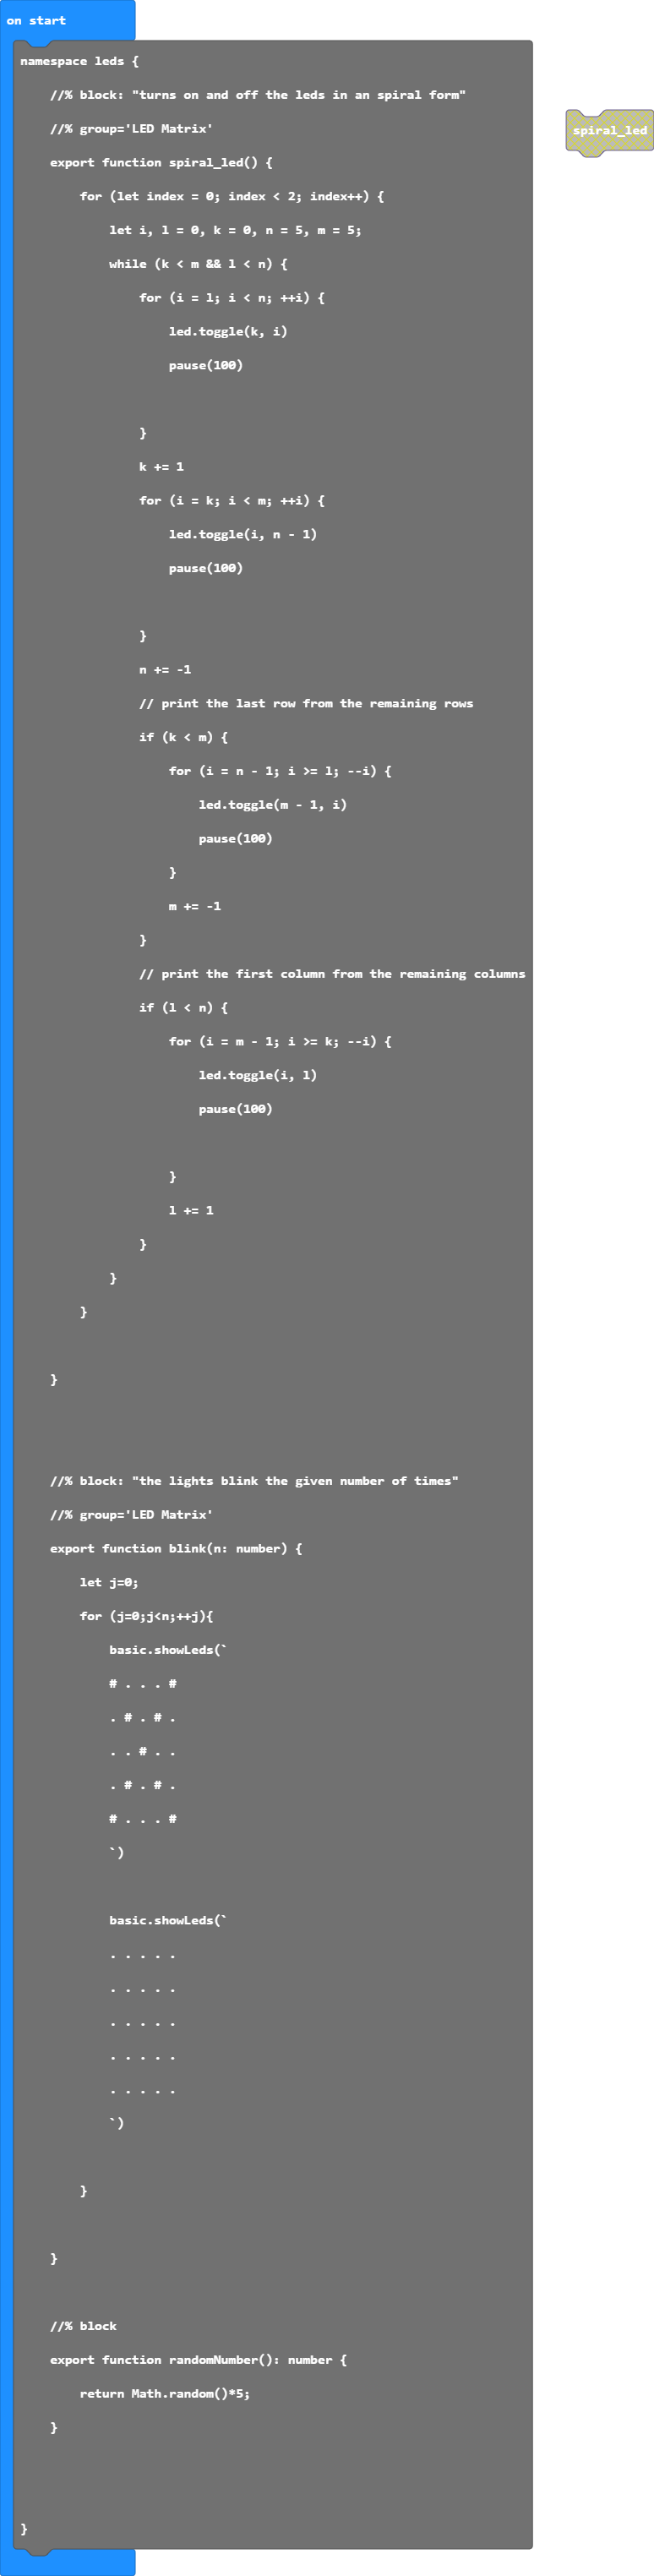 on start
namespace leds {
    //% block: "turns on and off the leds in an spiral form"
    //% group='LED Matrix'
    export function spiral_led() {
        for (let index = 0; index < 2; index++) {
            let i, l = 0, k = 0, n = 5, m = 5;
            while (k < m && l < n) {
                for (i = l; i < n; ++i) {
                    led.toggle(k, i)
                    pause(100)
                }
                k += 1
                for (i = k; i < m; ++i) {
                    led.toggle(i, n - 1)
                    pause(100)
                }
                n += -1
                // print the last row from the remaining rows
                if (k < m) {
                    for (i = n - 1; i >= l; --i) {
                        led.toggle(m - 1, i)
                        pause(100)
                    }
                    m += -1
                }
                // print the first column from the remaining columns
                if (l < n) {
                    for (i = m - 1; i >= k; --i) {
                        led.toggle(i, l)
                        pause(100)
                    }
                    l += 1
                }
            }
        }
    }
    //% block: "the lights blink the given number of times"
    //% group='LED Matrix'
    export function blink(n: number) {
        let j=0;
        for (j=0;j<n;++j){
            basic.showLeds(`
            # . . . #
            . # . # .
            . . # . .
            . # . # .
            # . . . #
            `)
            basic.showLeds(`
            . . . . .
            . . . . .
            . . . . .
            . . . . .
            . . . . .
            `)
        }
    }
    //% block
    export function randomNumber(): number {
        return Math.random()*5;
    }
}
spiral_led